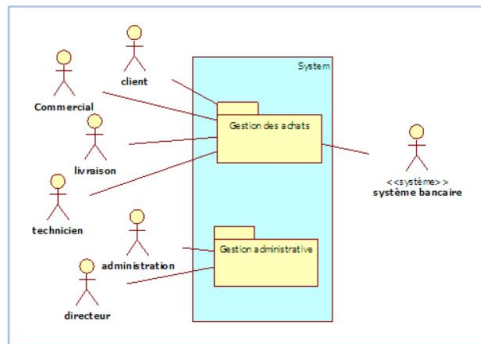 System
client
Commercial
Gestion des achats
livraison
<<système>>
système bancaire
technicien
Gestion administrative
administration
directeur